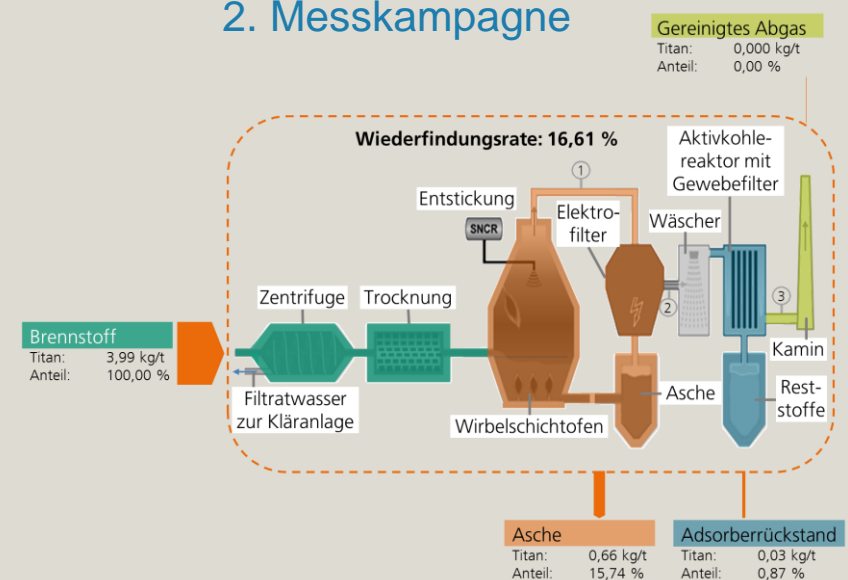 2. Messkampagne
Gereinigtes Abgas
Titan: 0,000 kg/t
Anteil: 0,00 %
Wiederfindungsrate: 16,61 %
Aktivkohle-
reaktor mit
Gewebefilter
1
Entstickung
SNCR
Elektro-
filter
Wäscher
Zentrifuge
Trocknung
2
3
Brennstoff
Titan: 3,99 kg/t
Anteil: 100,00 %
Kamin
Filtratwasser
zur Kläranlage
Wirbelschichtofen
Asche
Rest-
stoffe
Asche
Titan: 0,66 kg/t
Anteil: 15,74 %
Adsorberrückstand
Titan: 0,03 kg/t
Anteil: 0,87 %